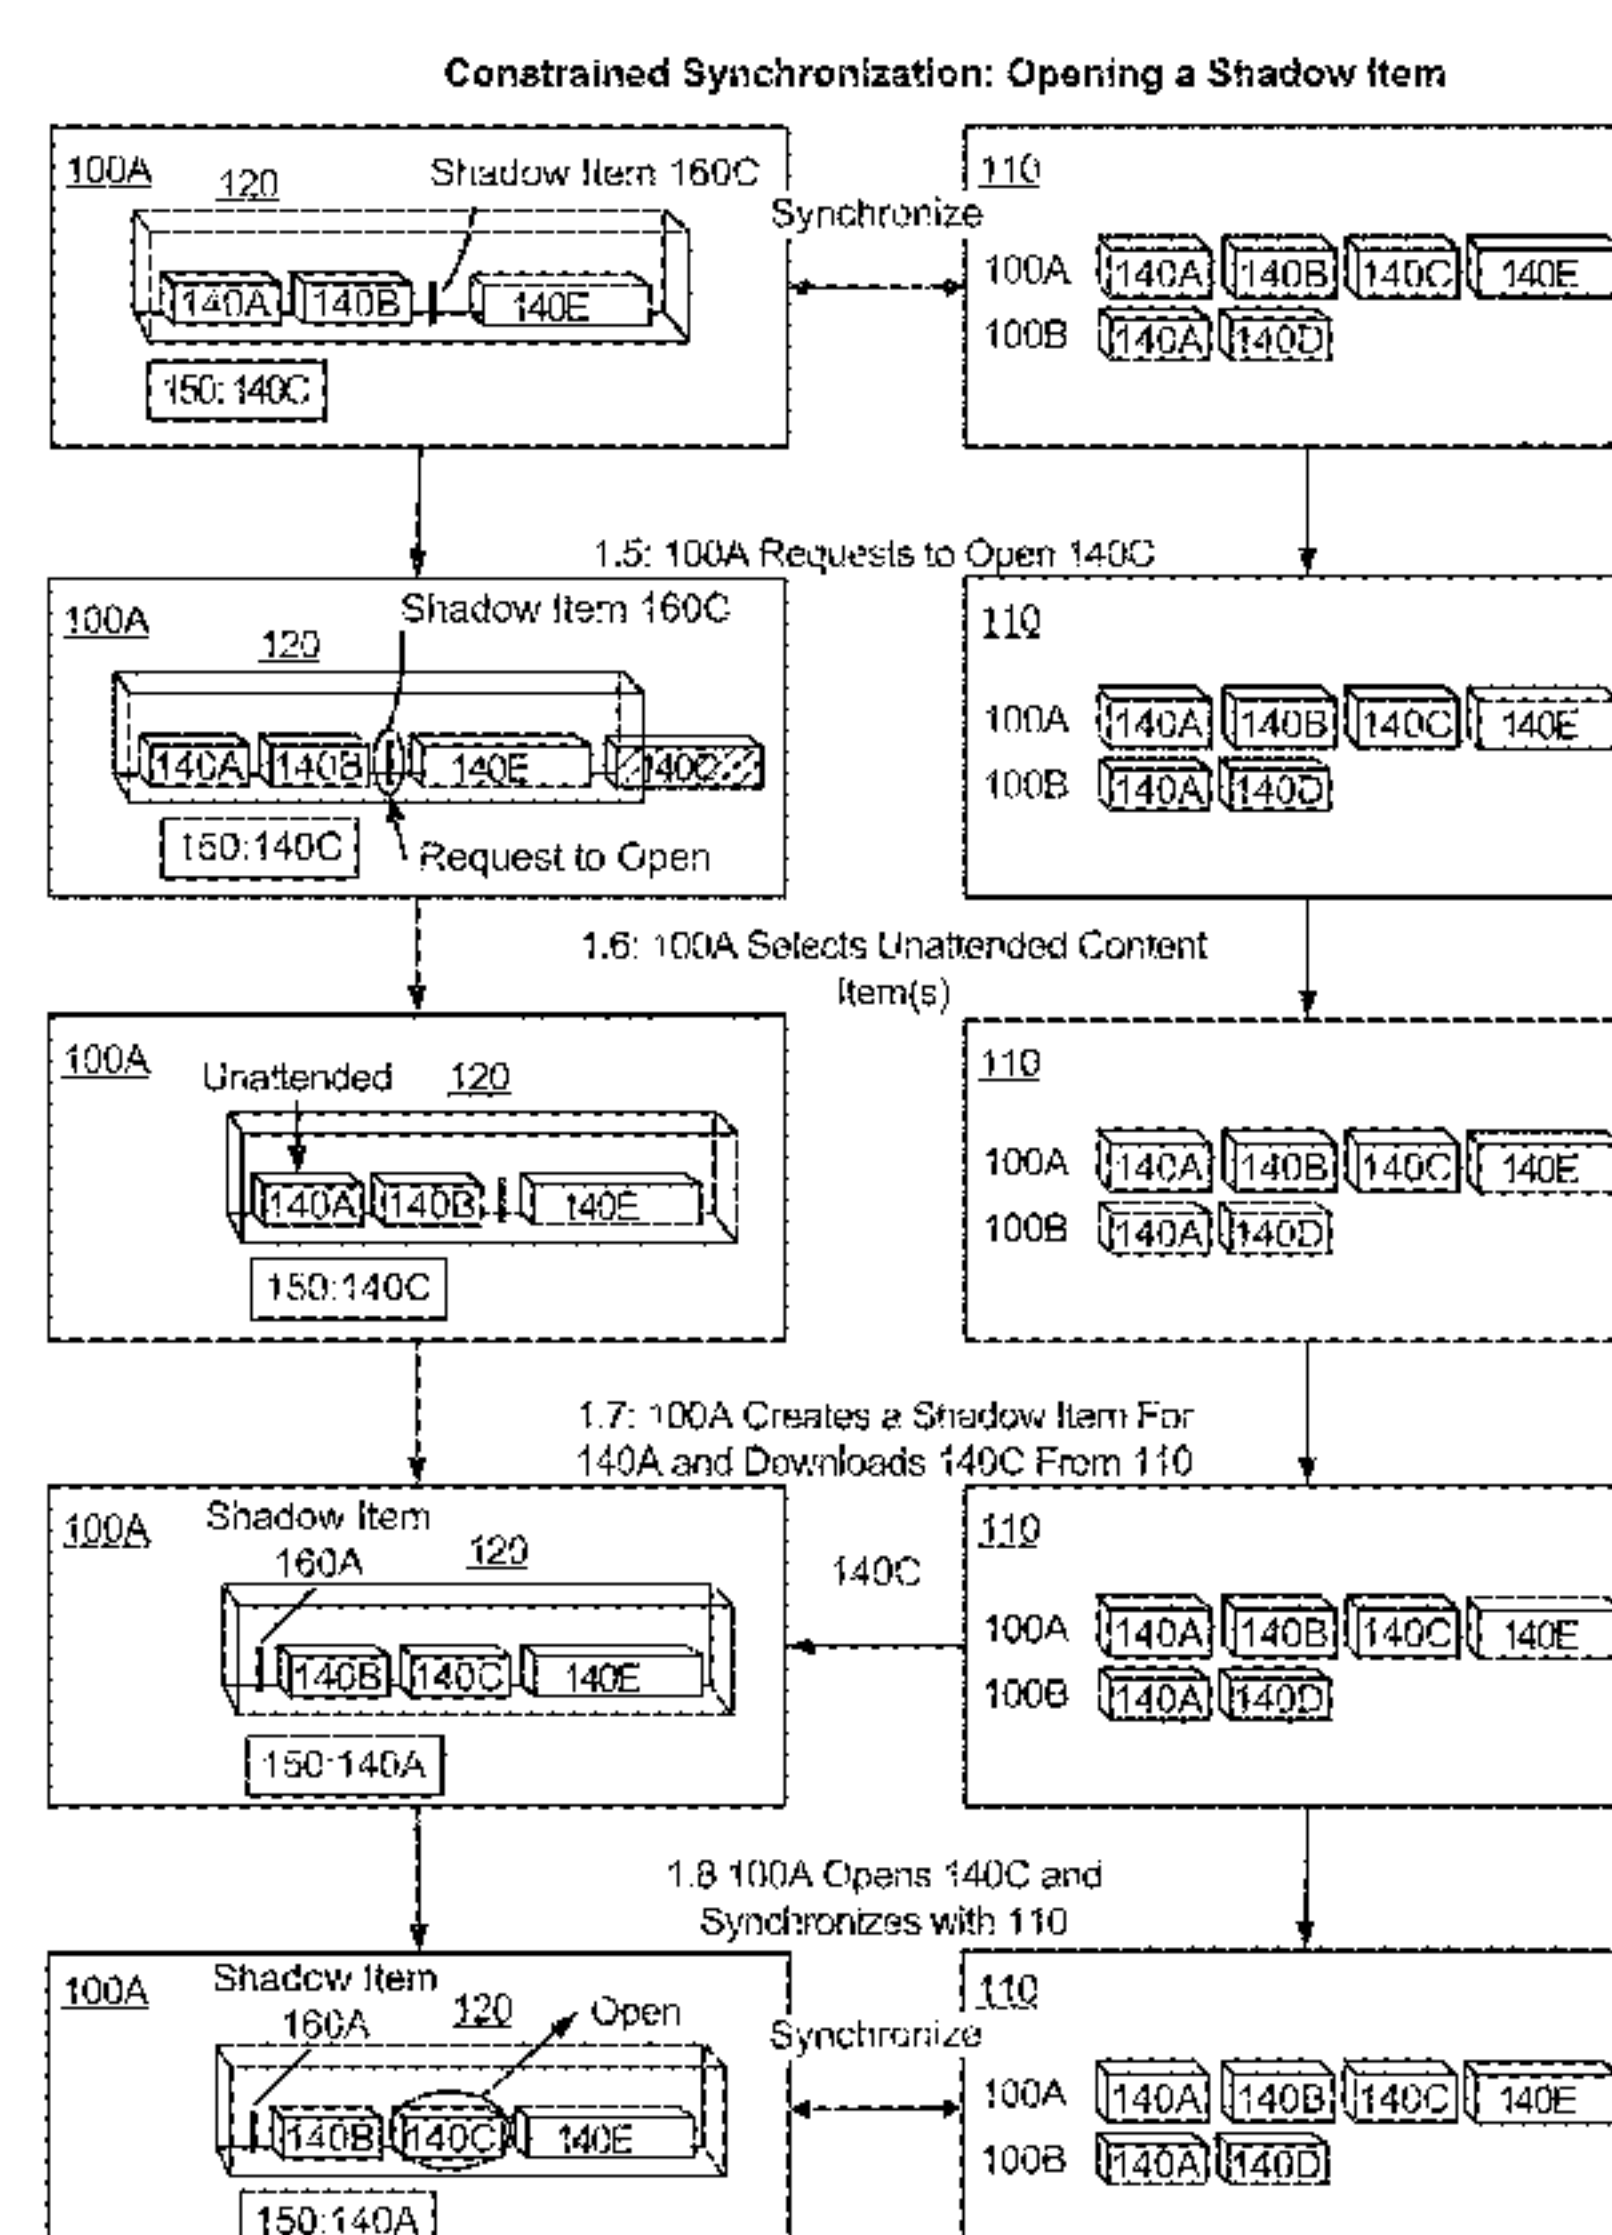 Constrained Synchronization: Opening a Shadow Item
100A 120 Shadow Item 160C
140A 140B 140E
150:140C
Synchronize
110
100A 140A 140B 140C 140E
100B 140A 140D
1.5: 100A Requests to Open 140C
100A 120 Shadow Item 160C
140A 140B 140E 140C
150:140C Request to Open
110
100A 140A 140B 140C 140E
100B 140A 140D
1.6: 100A Selects Unattended Content
Item(s)
100A Unattended 120
140A 140B 140E
150:140C
110
100A 140A 140B 140C 140E
100B 140A 140D
1.7: 100A Creates a Shadow Item For
140A and Downloads 140C From 110
100A Shadow Item
160A 120
140B 140C 140E
150:140A
140C
110
100A 140A 140B 140C 140E
100B 140A 140D
1.8 100A Opens 140C and
Synchronizes with 110
100A Shadow Item
160A 120 Open
140B 140C 140E
150:140A
Synchronize
110
100A 140A 140B 140C 140E
100B 140A 140D